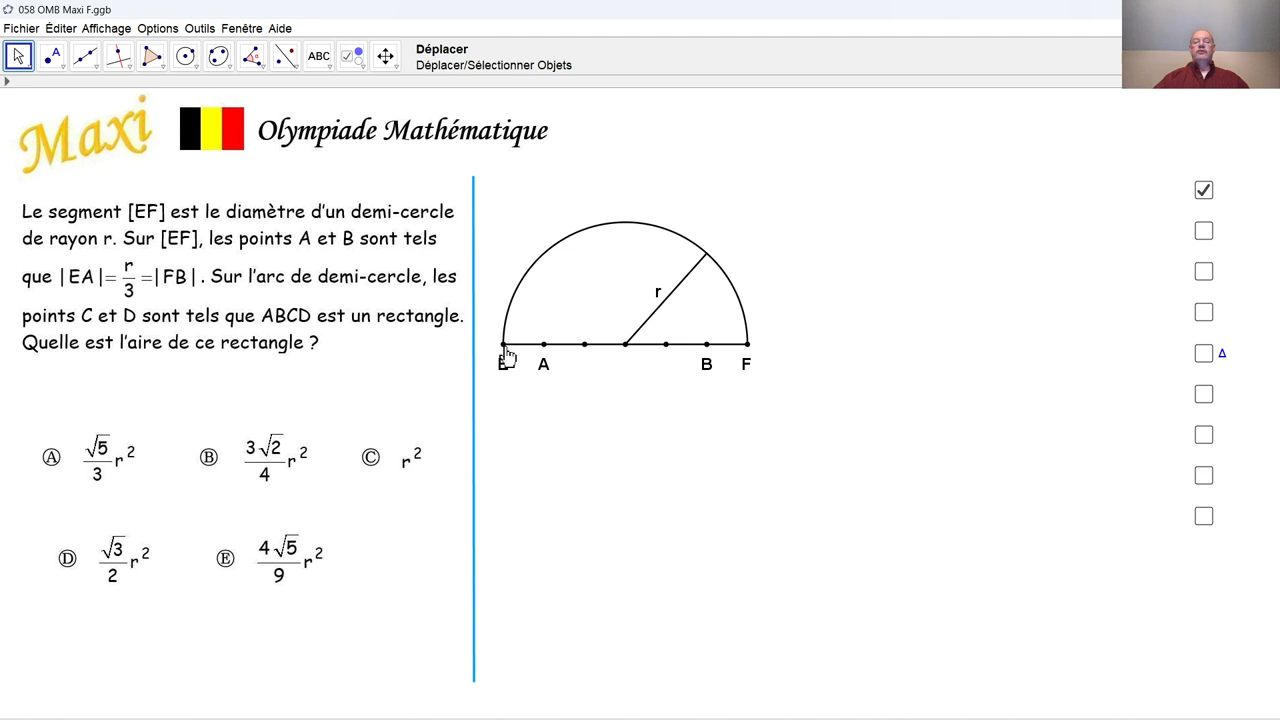 058 OMB Maxi F.ggb
Fichier Éditer Affichage Options Outils Fenêtre Aide
A
ABC
Déplacer
Déplacer/Sélectionner Objets
Maxi
Olympiade Mathématique
Le segment [EF] est le diamètre d'un demi-cercle
de rayon r. Sur [EF], les points A et B sont tels
que |EA|= r/3 =|FB|. Sur l'arc de demi-cercle, les
points C et D sont tels que ABCD est un rectangle.
Quelle est l'aire de ce rectangle ?
Ⓐ √5/3 r² Ⓑ 3√2/4 r² Ⓒ r²
Ⓓ √3/2 r² Ⓔ 4√5/9 r²
r
E A B F
Δ